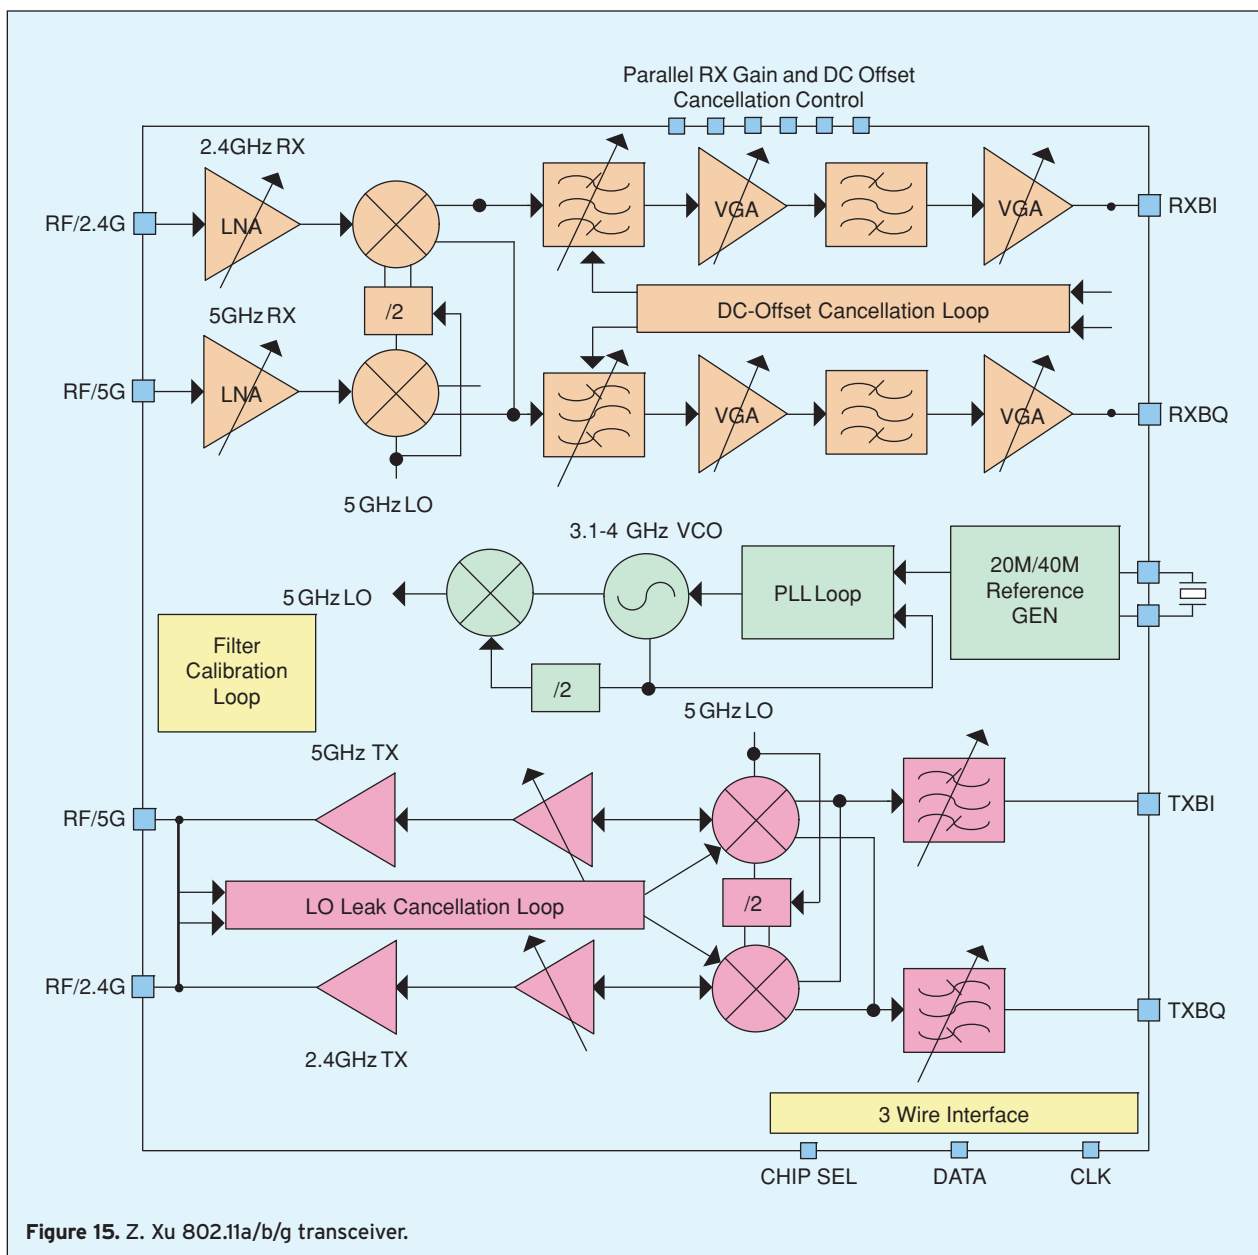 Parallel RX Gain and DC Offset
Cancellation Control
2.4GHz RX
RF/2.4G
LNA
VGA
VGA
RXBI
/2
DC-Offset Cancellation Loop
5GHz RX
RF/5G
LNA
VGA
VGA
RXBQ
5 GHz LO
3.1-4 GHz VCO
5 GHz LO
PLL Loop
20M/40M
Reference
GEN
/2
Filter
Calibration
Loop
5 GHz LO
5GHz TX
RF/5G
TXBI
LO Leak Cancellation Loop
/2
RF/2.4G
2.4GHz TX
TXBQ
3 Wire Interface
CHIP SEL
DATA
CLK
Figure 15. Z. Xu 802.11a/b/g transceiver.